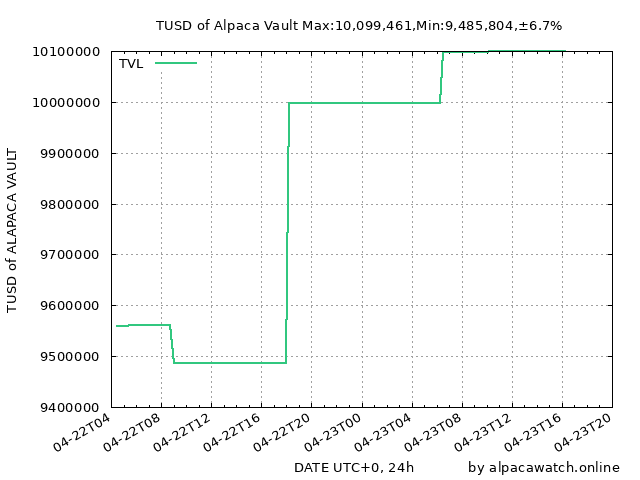 TUSD of Alpaca Vault Max:10,099,461,Min:9,485,804,±6.7%
TVL
10100000
10000000
9900000
9800000
9700000
9600000
9500000
9400000
TUSD of ALAPACA VAULT
04-22T04
04-22T08
04-22T12
04-22T16
04-22T20
04-23T00
04-23T04
04-23T08
04-23T12
04-23T16
04-23T20
DATE UTC+0, 24h
by alpacawatch.online